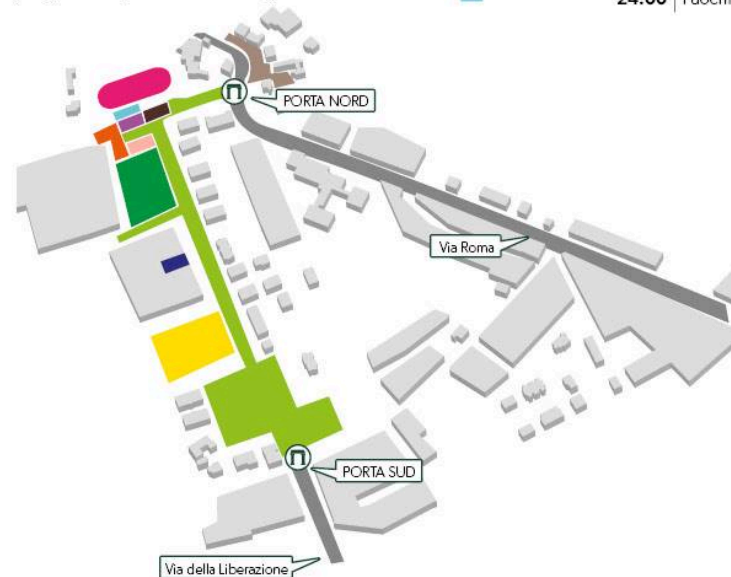 24.00
PORTA NORD
Via Roma
PORTA SUD
Via della Liberazione